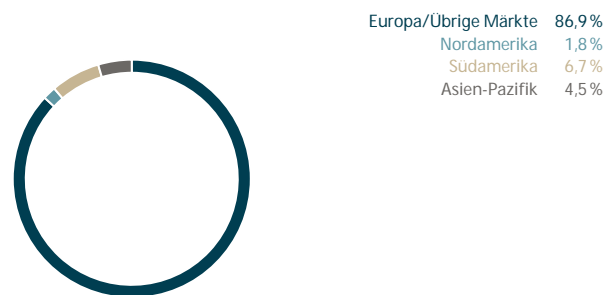 Europa/Übrige Märkte 86,9 %
Nordamerika 1,8 %
Südamerika 6,7 %
Asien-Pazifik 4,5 %